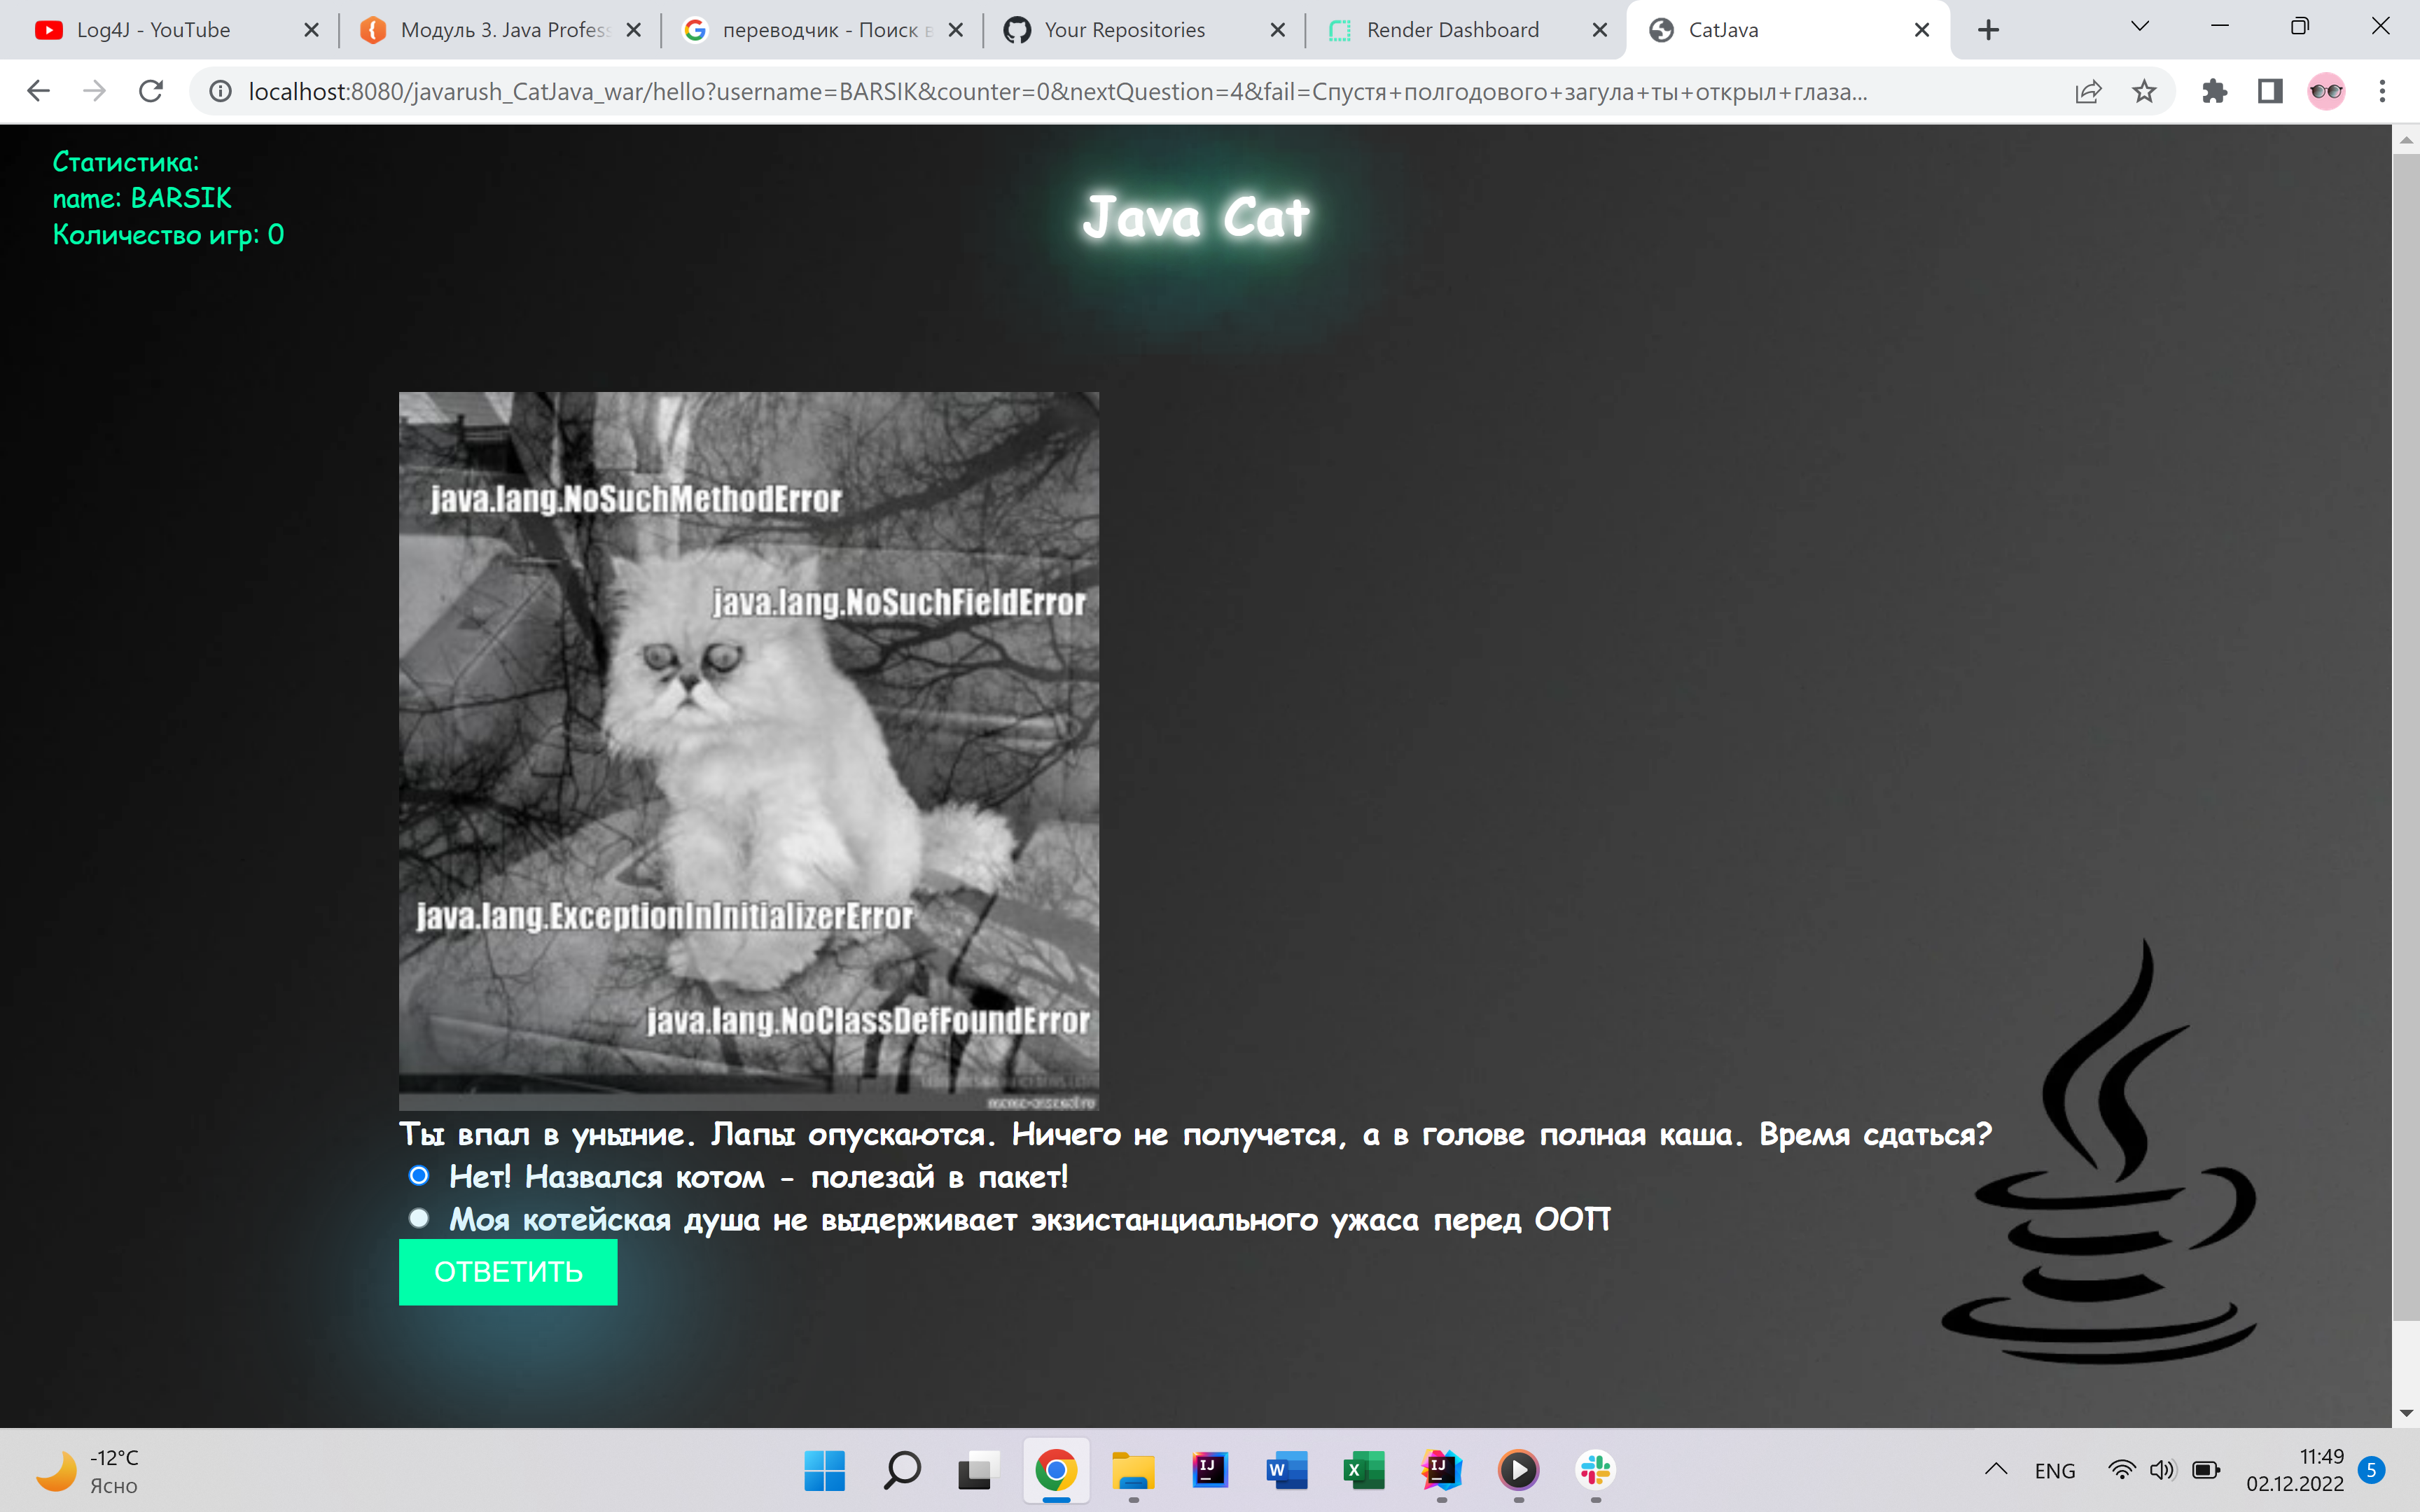 Log4J - YouTube
Модуль 3. Java Profess
переводчик - Поиск в
Your Repositories
Render Dashboard
CatJava
localhost:8080/javarush_CatJava_war/hello?username=BARSIK&counter=0&nextQuestion=4&fail=Спустя+полгодового+загула+ты+открыл+глаза...
Статистика:
name: BARSIK
Количество игр: 0
Java Cat
java.lang.NoSuchMethodError
java.lang.NoSuchFieldError
java.lang.ExceptionInInitializerError
java.lang.NoClassDefFoundError
Ты впал в уныние. Лапы опускаются. Ничего не получется, а в голове полная каша. Время сдаться?
Нет! Назвался котом - полезай в пакет!
Моя котейская душа не выдерживает экзистанциального ужаса перед ООП
ОТВЕТИТЬ
-12°C
Ясно
IJ
W
X
IJ
ENG
11:49
02.12.2022
5